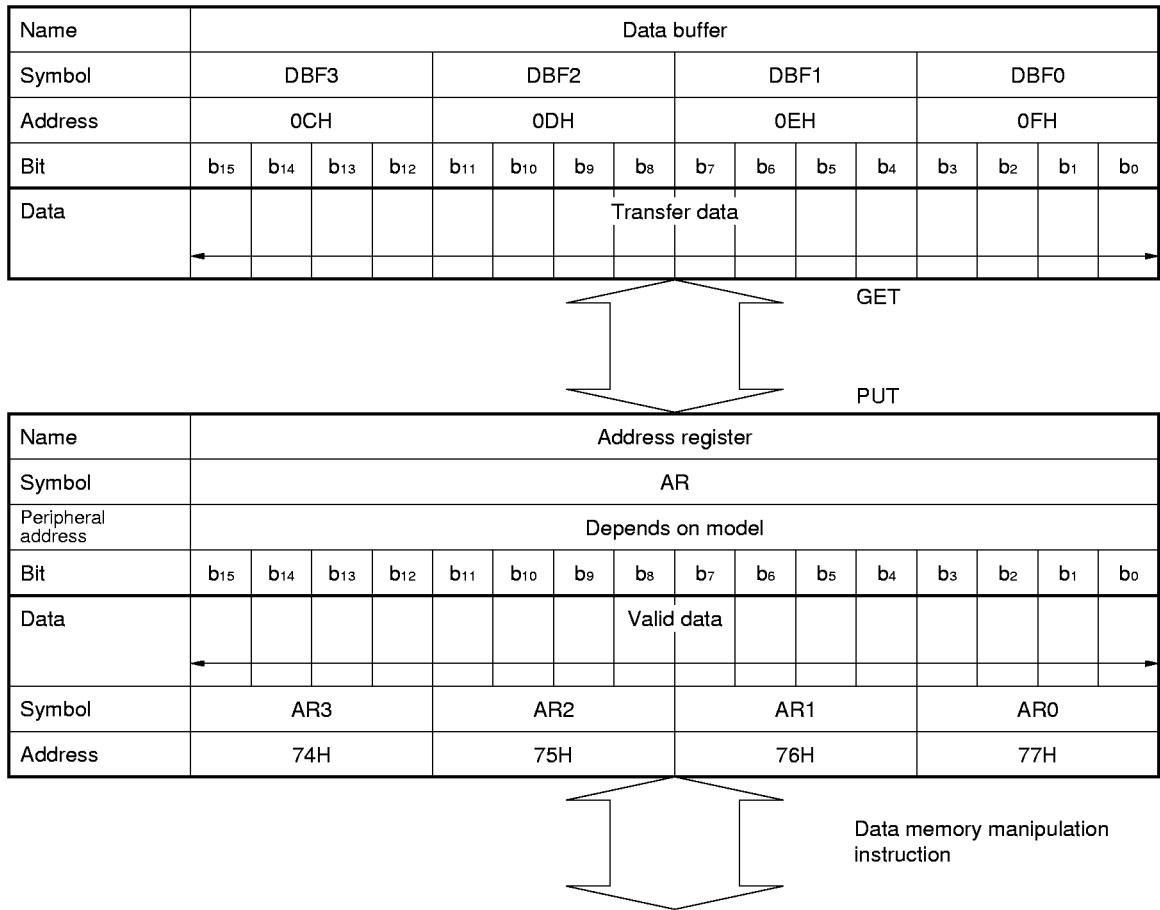 Name Data buffer
Symbol DBF3 DBF2 DBF1 DBF0
Address 0CH 0DH 0EH 0FH
Bit b15 b14 b13 b12 b11 b10 b9 b8 b7 b6 b5 b4 b3 b2 b1 b0
Data Transfer data
GET
PUT
Name Address register
Symbol AR
Peripheral
address Depends on model
Bit b15 b14 b13 b12 b11 b10 b9 b8 b7 b6 b5 b4 b3 b2 b1 b0
Data Valid data
Symbol AR3 AR2 AR1 AR0
Address 74H 75H 76H 77H
Data memory manipulation
instruction